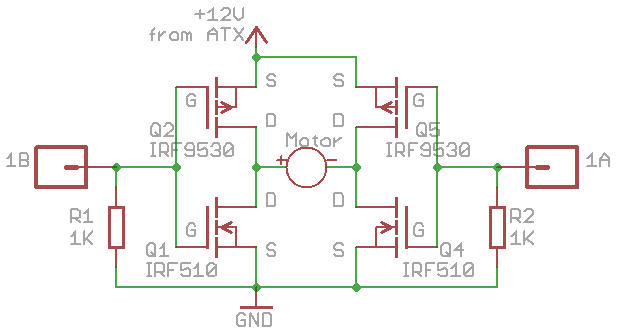 +12V
from ATX
S
S
G
G
D
D
Q2
Q5
IRF9530
IRF9530
Motor
+
-
1B
1A
D
D
R1
R2
1K
1K
G
G
Q1
Q4
S
S
IRF510
IRF510
GND